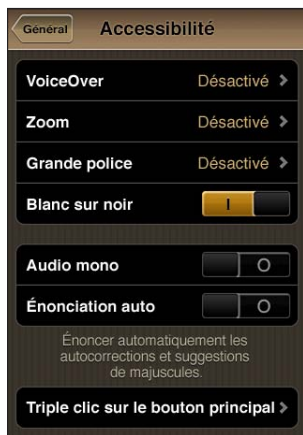 Général
Accessibilité
VoiceOver Désactivé >
Zoom Désactivé >
Grande police Désactivé >
Blanc sur noir I
Audio mono O
Énonciation auto O
Énoncer automatiquement les
autocorrections et suggestions
de majuscules.
Triple clic sur le bouton principal >